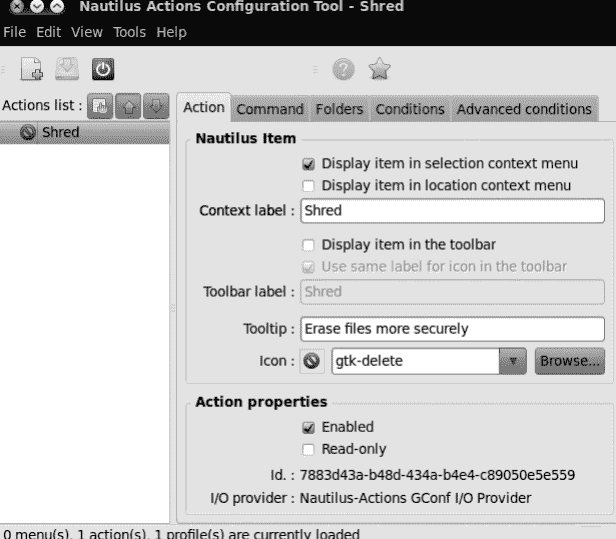 Nautilus Actions Configuration Tool - Shred
File Edit View Tools Help
Actions list :
Shred
Action Command Folders Conditions Advanced conditions
Nautilus Item
Display item in selection context menu
Display item in location context menu
Context label : Shred
Display item in the toolbar
Use same label for icon in the toolbar
Toolbar label : Shred
Tooltip : Erase files more securely
Icon : gtk-delete Browse...
Action properties
Enabled
Read-only
Id. : 7883d43a-b48d-434a-b4e4-c89050e5e559
I/O provider : Nautilus-Actions GConf I/O Provider
0 menu(s), 1 action(s), 1 profile(s) are currently loaded